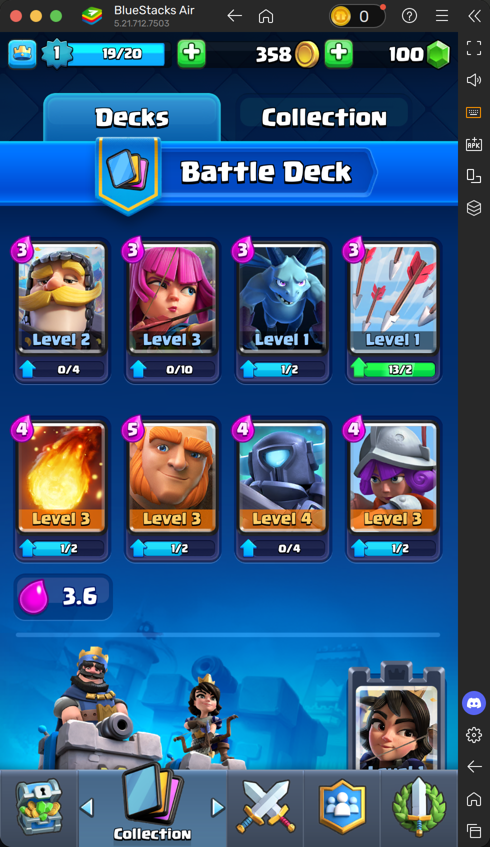 BlueStacks Air
5.21.712.7503
0
1
19/20
358
100
Decks
Collection
Battle Deck
3
3
3
3
Level 2
Level 3
Level 1
Level 1
0/4
0/10
1/2
13/2
4
5
4
4
Level 3
Level 3
Level 4
Level 3
1/2
1/2
0/4
1/2
3.6
APK
Collection